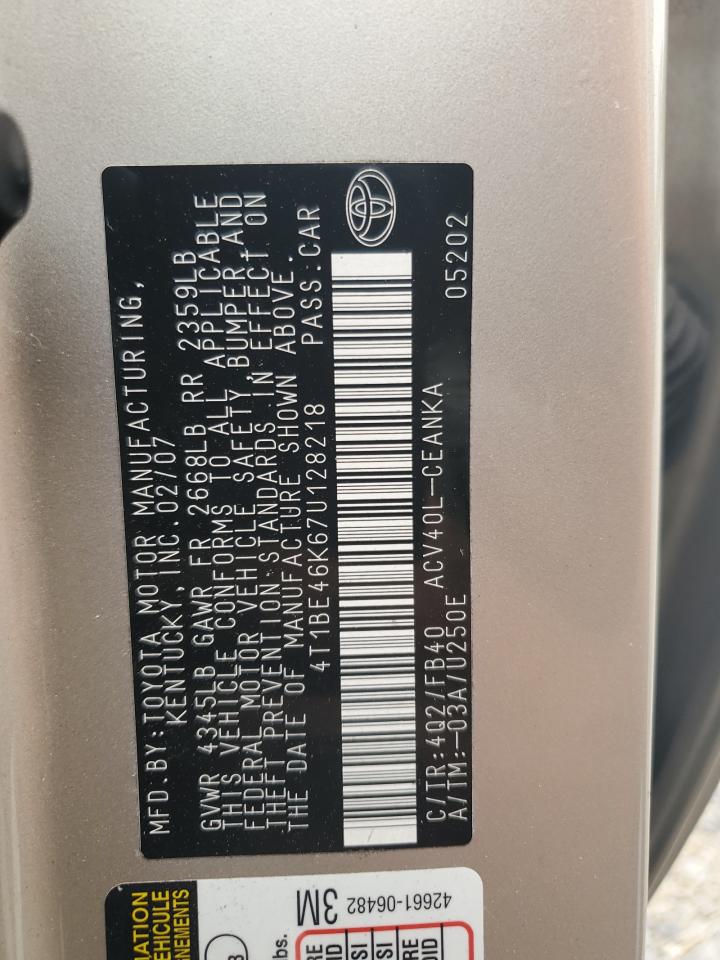 MFD.BY:TOYOTA MOTOR MANUFACTURING,
KENTUCKY,INC.02/07
GVWR 4345LB GAWR FR 2668LB RR 2359LB
THIS VEHICLE CONFORMS TO ALL APPLICABLE
FEDERAL MOTOR VEHICLE SAFETY, BUMPER,AND
THEFT PREVENTION STANDARDS IN EFFECT ON
THE DATE OF MANUFACTURE SHOWN ABOVE.
4T1BE46K67U128218 PASS.CAR
C/TR:4Q2/FB40 ACV40L-CEANKA
A/TM:-03A/U250E 05202
42661-06482
3M